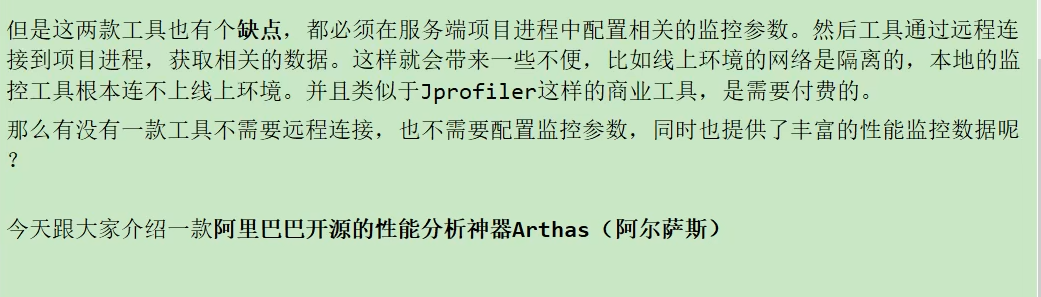 但是这两款工具也有个缺点，都必须在服务端项目进程中配置相关的监控参数。然后工具通过远程连
接到项目进程，获取相关的数据。这样就会带来一些不便，比如线上环境的网络是隔离的，本地的监
控工具根本连不上线上环境。并且类似于Jprofiler这样的商业工具，是需要付费的。
那么有没有一款工具不需要远程连接，也不需要配置监控参数，同时也提供了丰富的性能监控数据呢
？
今天跟大家介绍一款阿里巴巴开源的性能分析神器Arthas（阿尔萨斯）